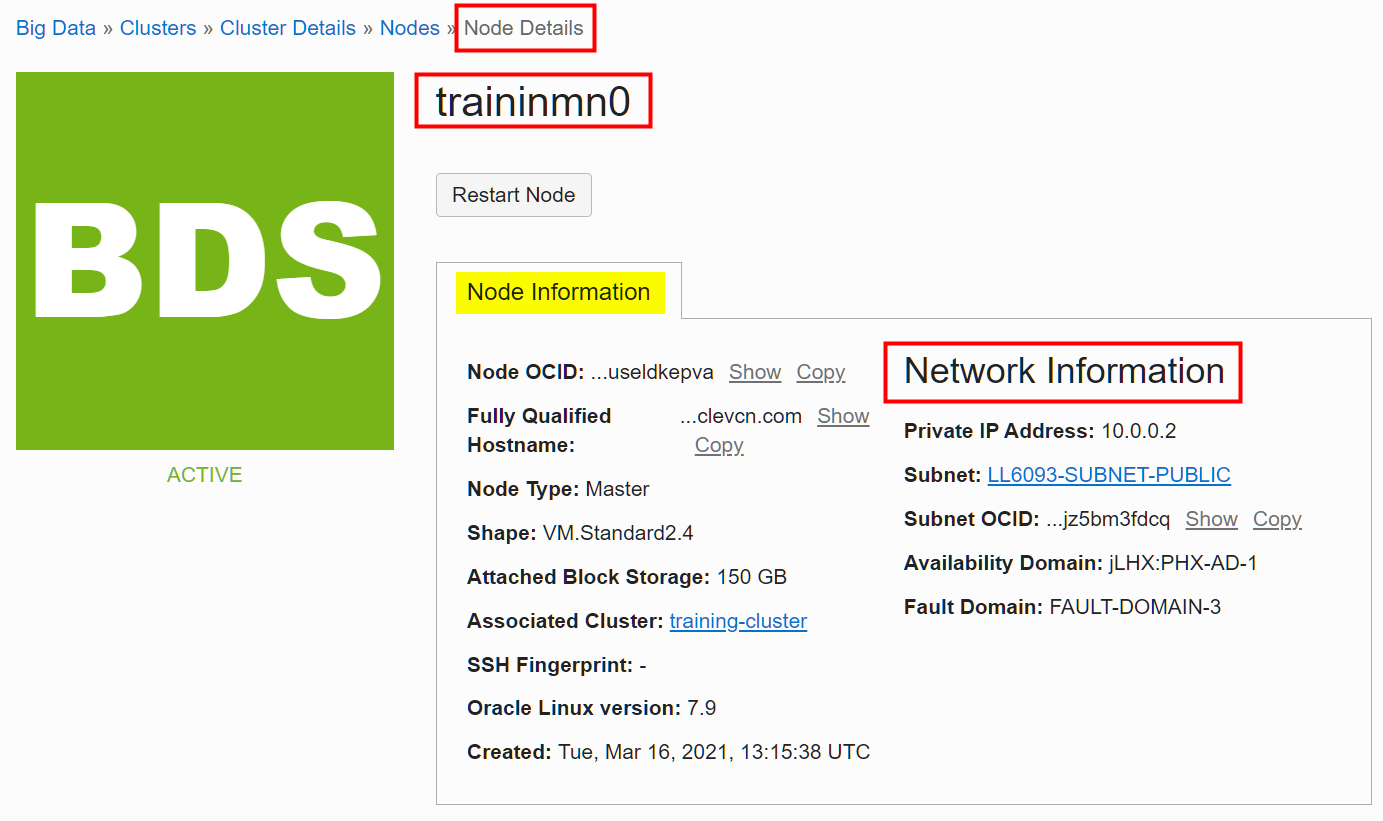 Big Data » Clusters » Cluster Details » Nodes » Node Details
BDS
ACTIVE
traininmn0
Restart Node
Node Information
Node OCID: ...useldkepva Show Copy
Fully Qualified Hostname: ...clevcn.com Show
Copy
Node Type: Master
Shape: VM.Standard2.4
Attached Block Storage: 150 GB
Associated Cluster: training-cluster
SSH Fingerprint: -
Oracle Linux version: 7.9
Created: Tue, Mar 16, 2021, 13:15:38 UTC
Network Information
Private IP Address: 10.0.0.2
Subnet: LL6093-SUBNET-PUBLIC
Subnet OCID: ...jz5bm3fdcq Show Copy
Availability Domain: jLHX:PHX-AD-1
Fault Domain: FAULT-DOMAIN-3